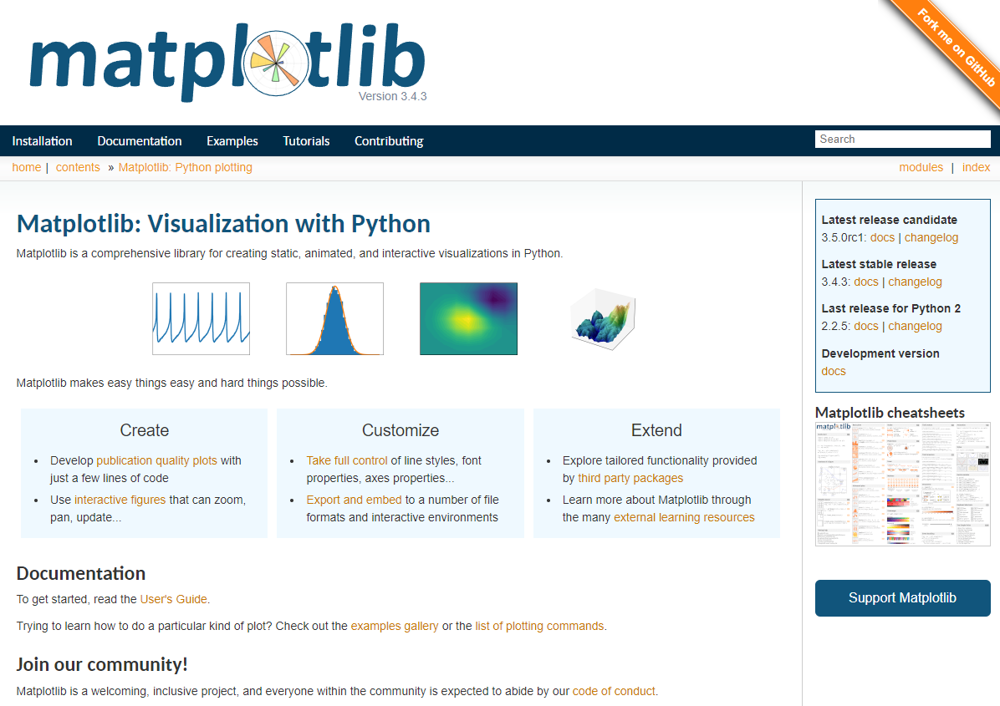 matplotlib
Version 3.4.3
Fork me on GitHub
Installation Documentation Examples Tutorials Contributing
Search
home | contents » Matplotlib: Python plotting
modules | index
Matplotlib: Visualization with Python
Matplotlib is a comprehensive library for creating static, animated, and interactive visualizations in Python.
Matplotlib makes easy things easy and hard things possible.
Create
• Develop publication quality plots with
just a few lines of code
• Use interactive figures that can zoom,
pan, update...
Customize
• Take full control of line styles, font
properties, axes properties...
• Export and embed to a number of file
formats and interactive environments
Extend
• Explore tailored functionality provided
by third party packages
• Learn more about Matplotlib through
the many external learning resources
Documentation
To get started, read the User's Guide.
Trying to learn how to do a particular kind of plot? Check out the examples gallery or the list of plotting commands.
Join our community!
Matplotlib is a welcoming, inclusive project, and everyone within the community is expected to abide by our code of conduct.
Latest release candidate
3.5.0rc1: docs | changelog
Latest stable release
3.4.3: docs | changelog
Last release for Python 2
2.2.5: docs | changelog
Development version
docs
Matplotlib cheatsheets
matplotlib
Support Matplotlib